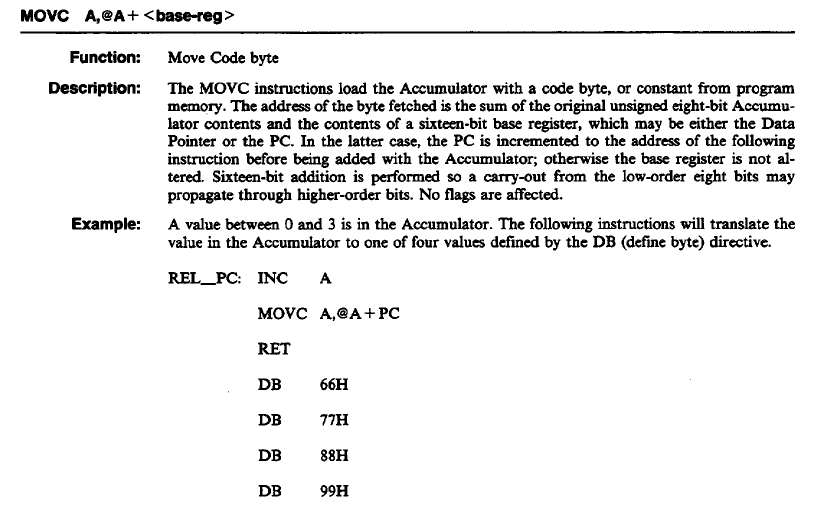 MOVC A,@A+ <base-reg>
Function: Move Code byte
Description: The MOVC instructions load the Accumulator with a code byte, or constant from program
memory. The address of the byte fetched is the sum of the original unsigned eight-bit Accumu-
lator contents and the contents of a sixteen-bit base register, which may be either the Data
Pointer or the PC. In the latter case, the PC is incremented to the address of the following
instruction before being added with the Accumulator; otherwise the base register is not al-
tered. Sixteen-bit addition is performed so a carry-out from the low-order eight bits may
propagate through higher-order bits. No flags are affected.
Example: A value between 0 and 3 is in the Accumulator. The following instructions will translate the
value in the Accumulator to one of four values defined by the DB (define byte) directive.
REL_PC: INC A
MOVC A,@A+PC
RET
DB 66H
DB 77H
DB 88H
DB 99H